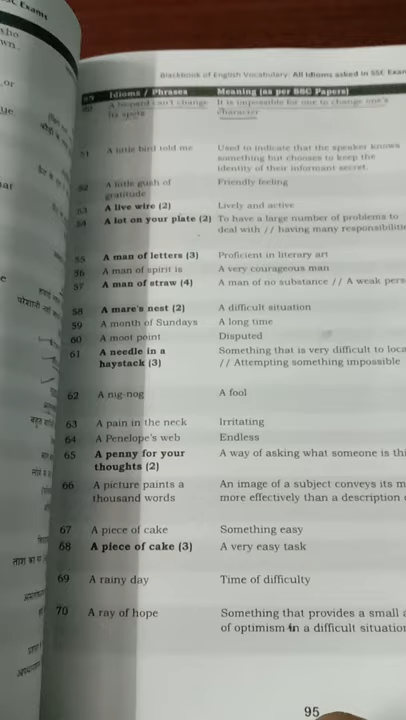 Blackbook of English Vocabulary: All Idioms asked in SSC Exam
Idioms / Phrases Meaning (as per SSC Papers)
A leopard can't change It is impossible for one to change one's
its spots character
51 A little bird told me Used to indicate that the speaker knows
something but chooses to keep the
identity of their informant secret.
52 A little gush of Friendly feeling
gratitude
53 A live wire (2) Lively and active
54 A lot on your plate (2) To have a large number of problems to
deal with // having many responsibilitie
55 A man of letters (3) Proficient in literary art
56 A man of spirit is A very courageous man
57 A man of straw (4) A man of no substance // A weak pers
58 A mare's nest (2) A difficult situation
59 A month of Sundays A long time
60 A moot point Disputed
61 A needle in a Something that is very difficult to loca
haystack (3) // Attempting something impossible
62 A nig-nog A fool
63 A pain in the neck Irritating
64 A Penelope's web Endless
65 A penny for your A way of asking what someone is thi
thoughts (2)
66 A picture paints a An image of a subject conveys its m
thousand words more effectively than a description
67 A piece of cake Something easy
68 A piece of cake (3) A very easy task
69 A rainy day Time of difficulty
70 A ray of hope Something that provides a small a
of optimism in a difficult situation
95